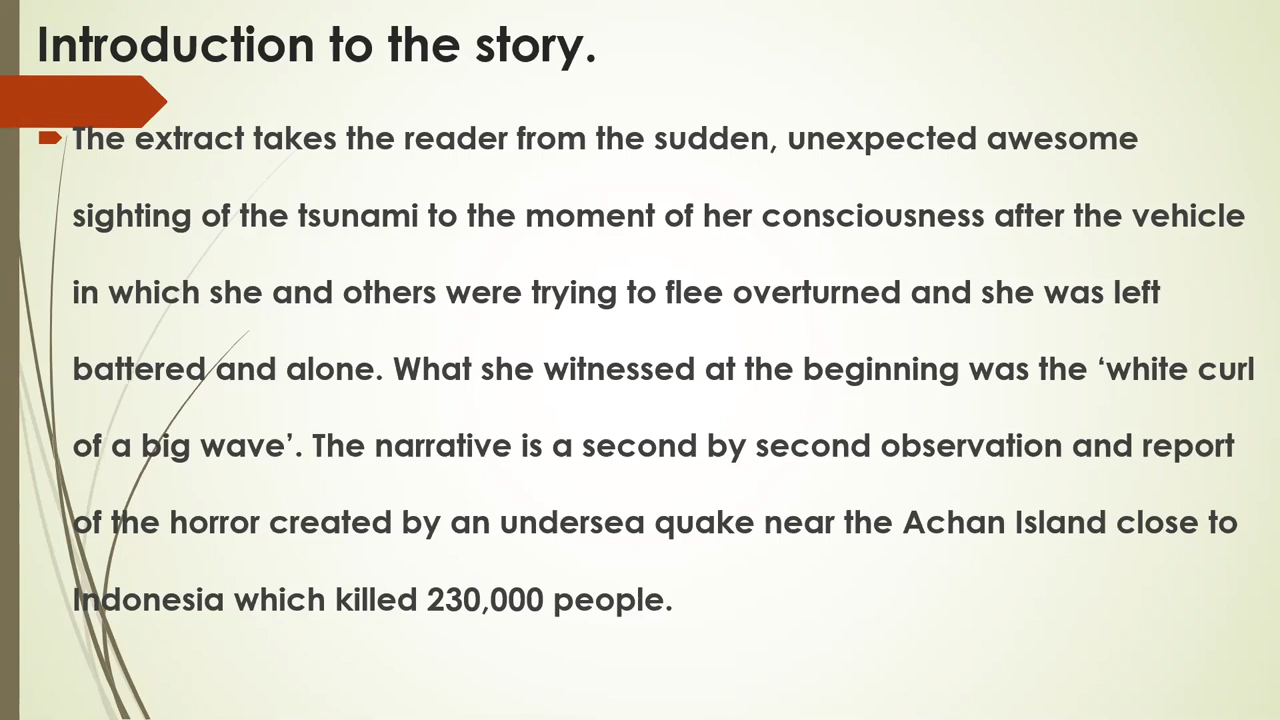 Introduction to the story.
The extract takes the reader from the sudden, unexpected awesome
sighting of the tsunami to the moment of her consciousness after the vehicle
in which she and others were trying to flee overturned and she was left
battered and alone. What she witnessed at the beginning was the ‘white curl
of a big wave’. The narrative is a second by second observation and report
of the horror created by an undersea quake near the Achan Island close to
Indonesia which killed 230,000 people.